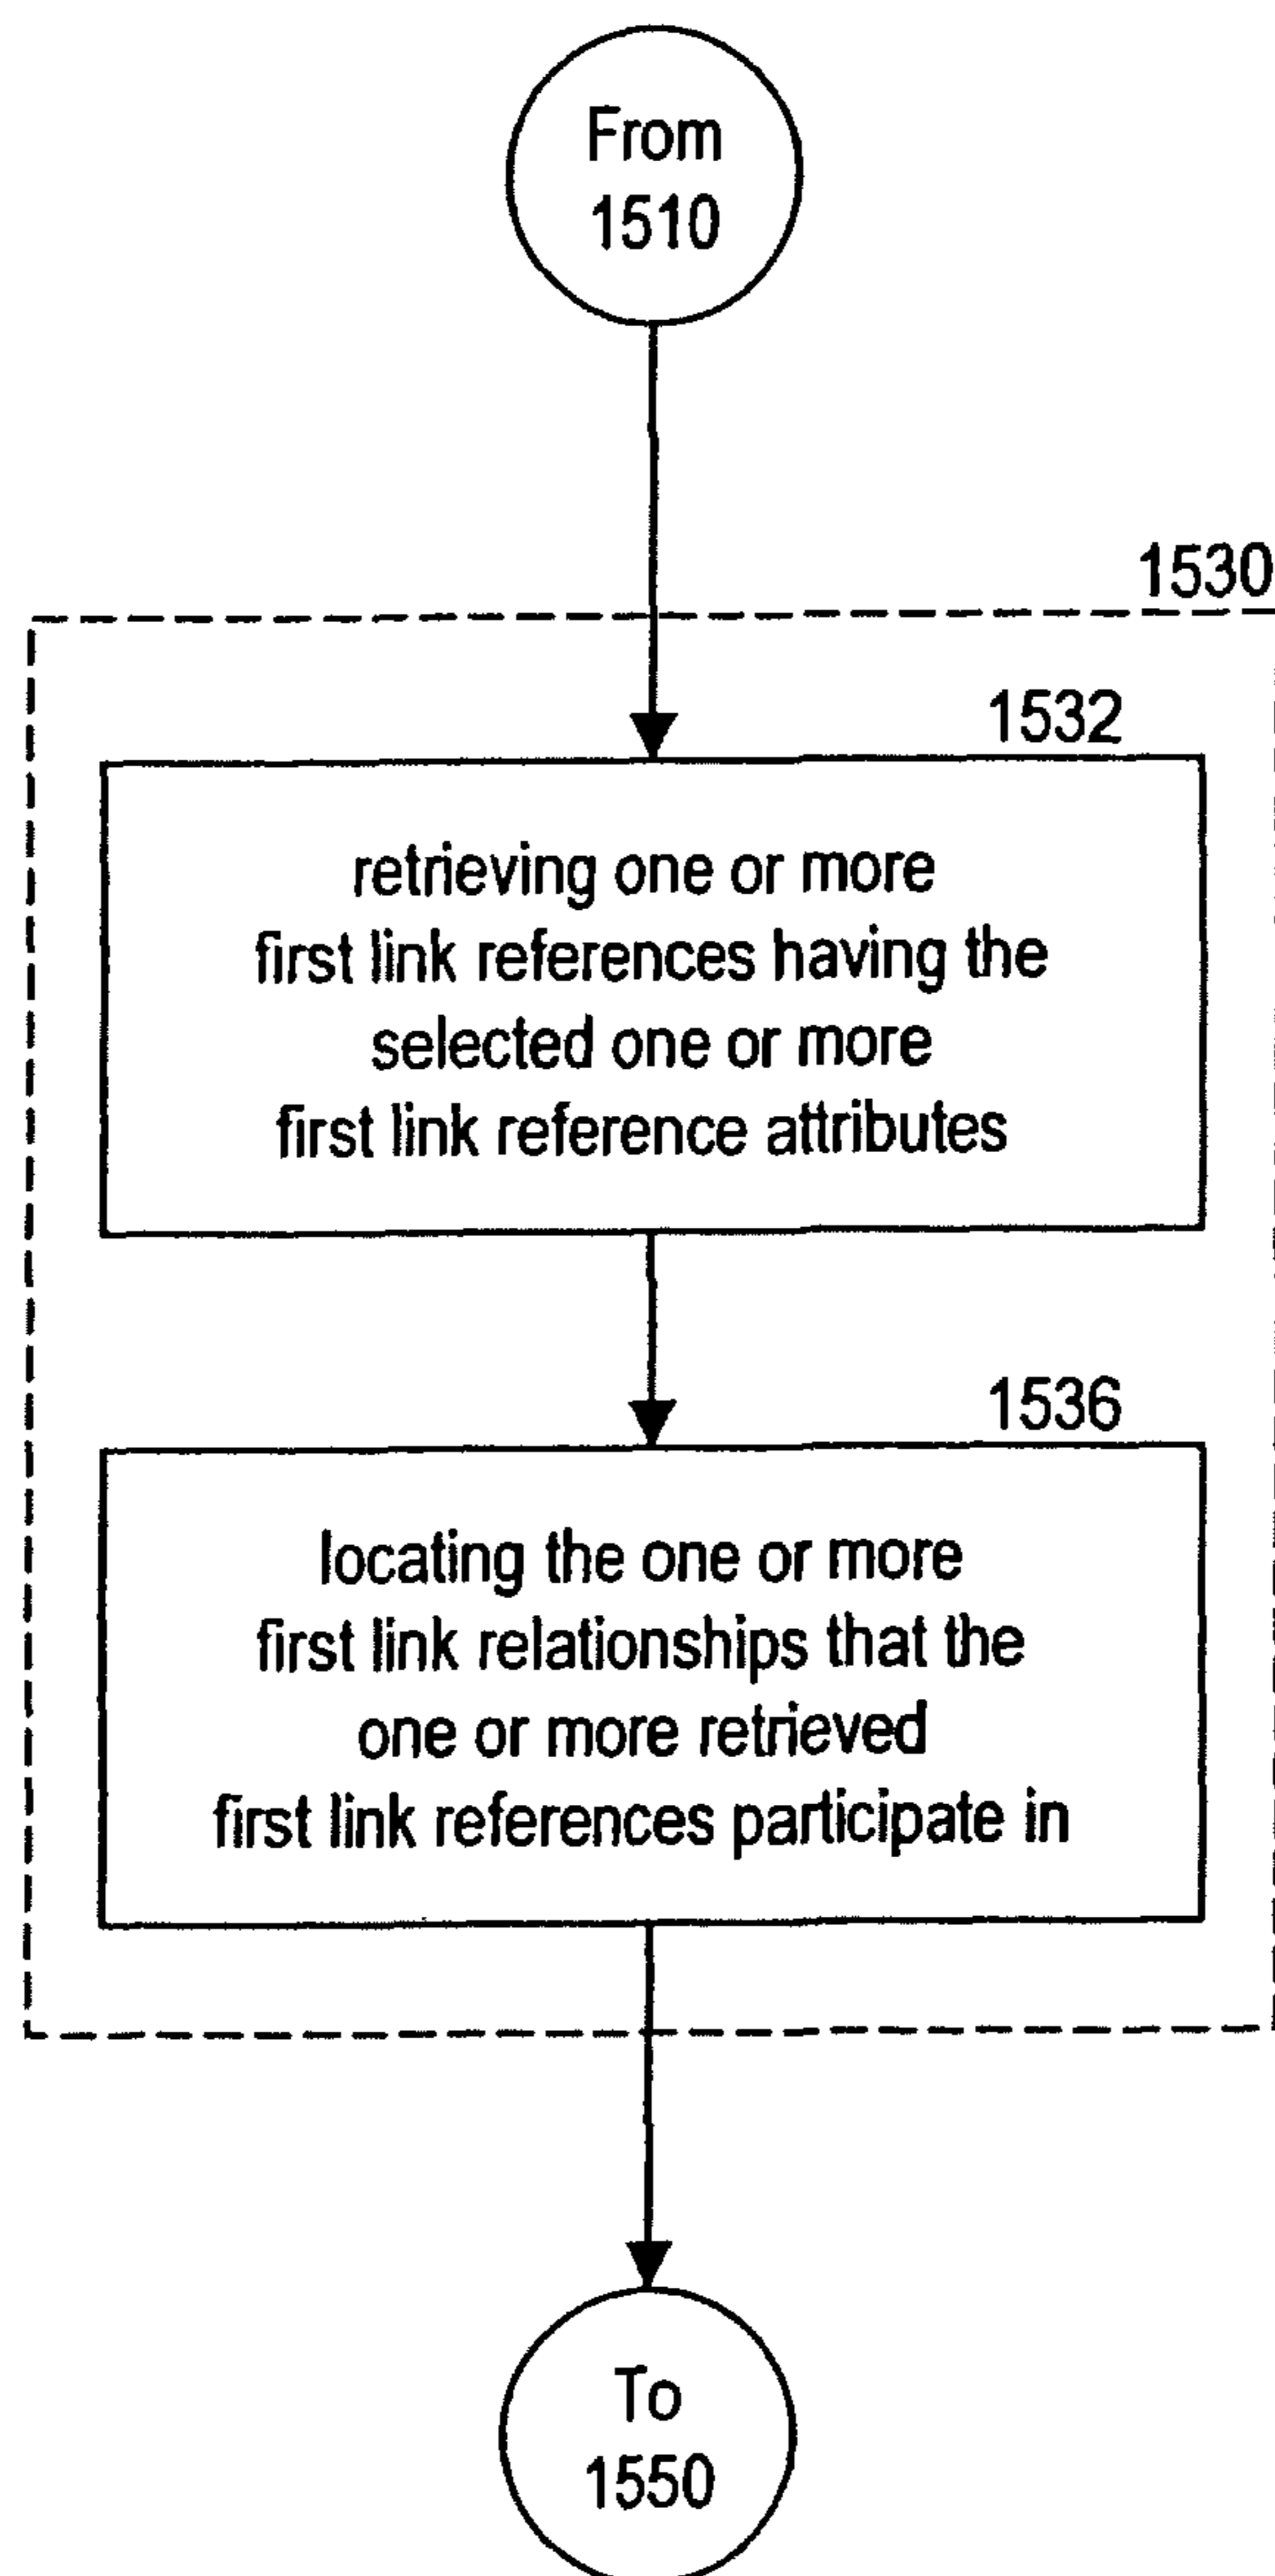 From
1510
1530
1532
retrieving one or more
first link references having the
selected one or more
first link reference attributes
1536
locating the one or more
first link relationships that the
one or more retrieved
first link references participate in
To
1550